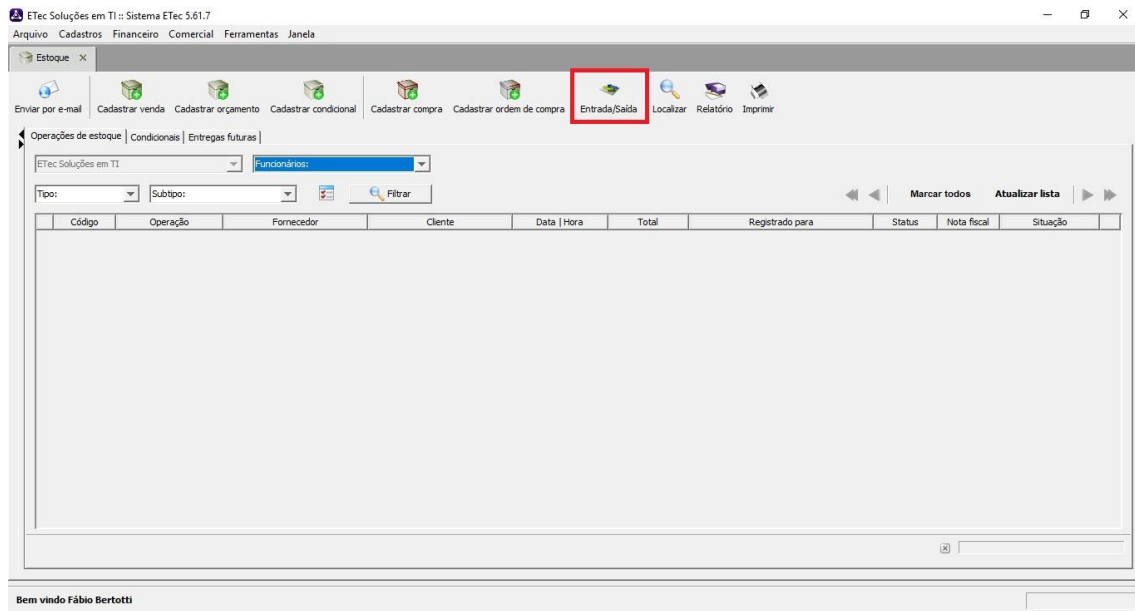 ETec Soluções em TI :: Sistema ETec 5.61.7
Arquivo Cadastros Financeiro Comercial Ferramentas Janela
Estoque
Enviar por e-mail Cadastrar venda Cadastrar orçamento Cadastrar condicional Cadastrar compra Cadastrar ordem de compra Entrada/Saída Localizar Relatório Imprimir
Operações de estoque Condicionais Entregas futuras
ETec Soluções em TI Funcionários:
Tipo: Subtipo: Filtrar Marcar todos Atualizar lista
Código Operação Fornecedor Cliente Data | Hora Total Registrado para Status Nota fiscal Situação
Bem vindo Fábio Bertotti